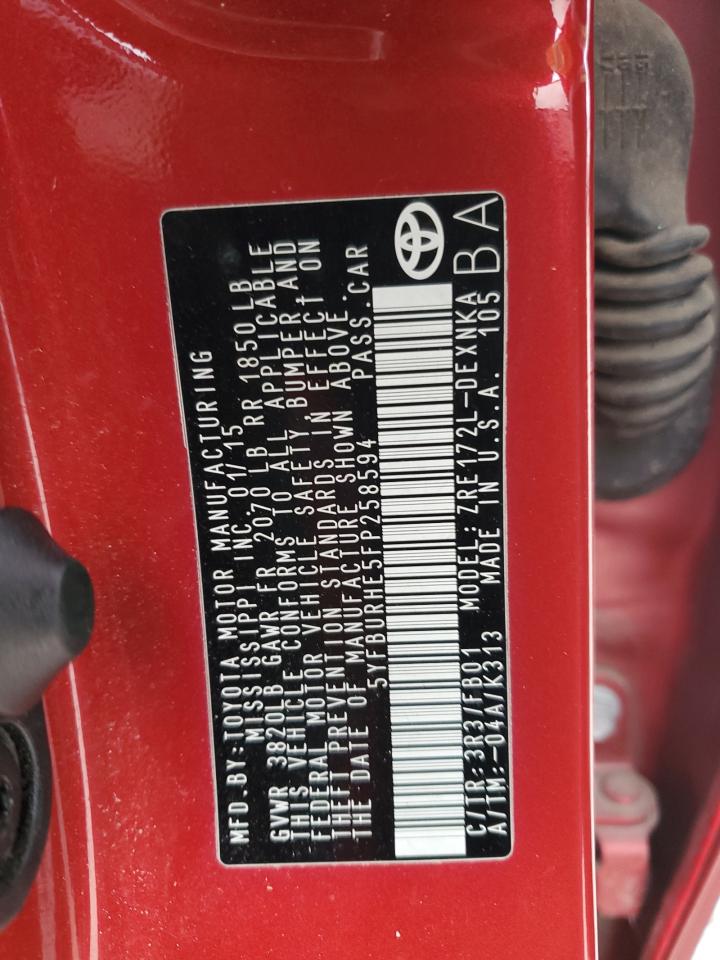 MFD.BY:TOYOTA MOTOR MANUFACTURING
MISSISSIPPI INC.01/15
GVWR 3820LB GAWR FR 2070LB RR 1850LB
THIS VEHICLE CONFORMS TO ALL APPLICABLE
FEDERAL MOTOR VEHICLE SAFETY,BUMPER,AND
THEFT PREVENTION STANDARDS IN EFFECT ON
THE DATE OF MANUFACTURE SHOWN ABOVE.
5YFBURHE5FP258594 PASS.CAR
C/TR:3R3/FB01 MODEL:ZRE172L-DEXNKA
A/TM:-04A/K313 MADE IN U.S.A. 105 BA